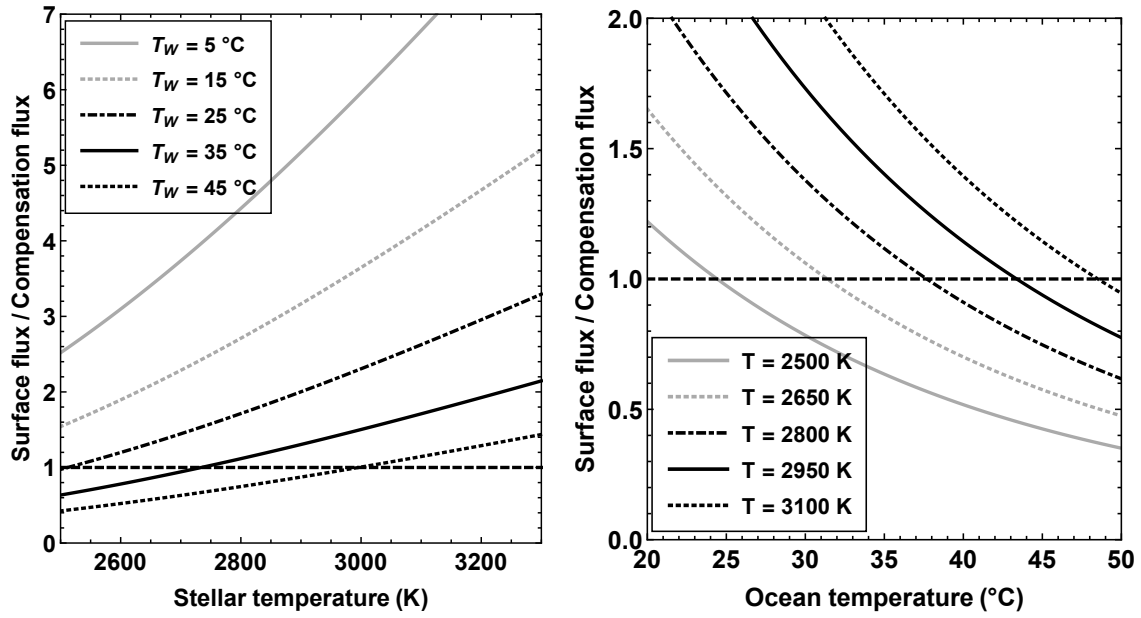 Surface flux / Compensation flux
7
6
5
4
3
2
1
0
T_W = 5 °C
T_W = 15 °C
T_W = 25 °C
T_W = 35 °C
T_W = 45 °C
2600 2800 3000 3200
Stellar temperature (K)
Surface flux / Compensation flux
2.0
1.5
1.0
0.5
0.0
T = 2500 K
T = 2650 K
T = 2800 K
T = 2950 K
T = 3100 K
20 25 30 35 40 45 50
Ocean temperature (°C)